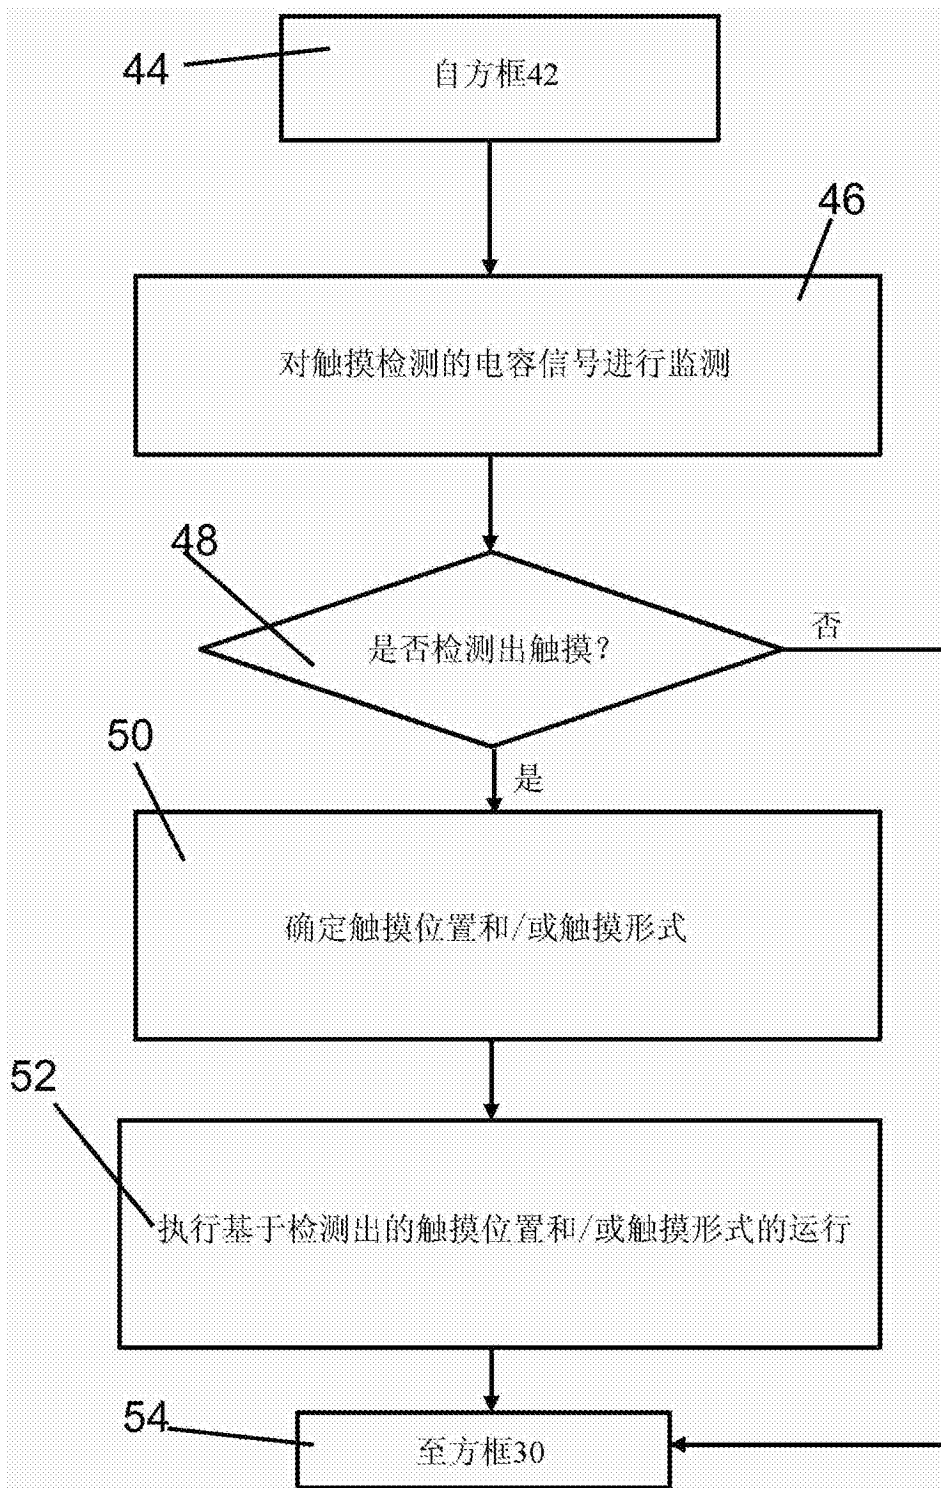 44
自方框42
46
对触摸检测的电容信号进行监测
48
是否检测出触摸?
否
50
是
确定触摸位置和/或触摸形式
52
执行基于检测出的触摸位置和/或触摸形式的运行
54
至方框30